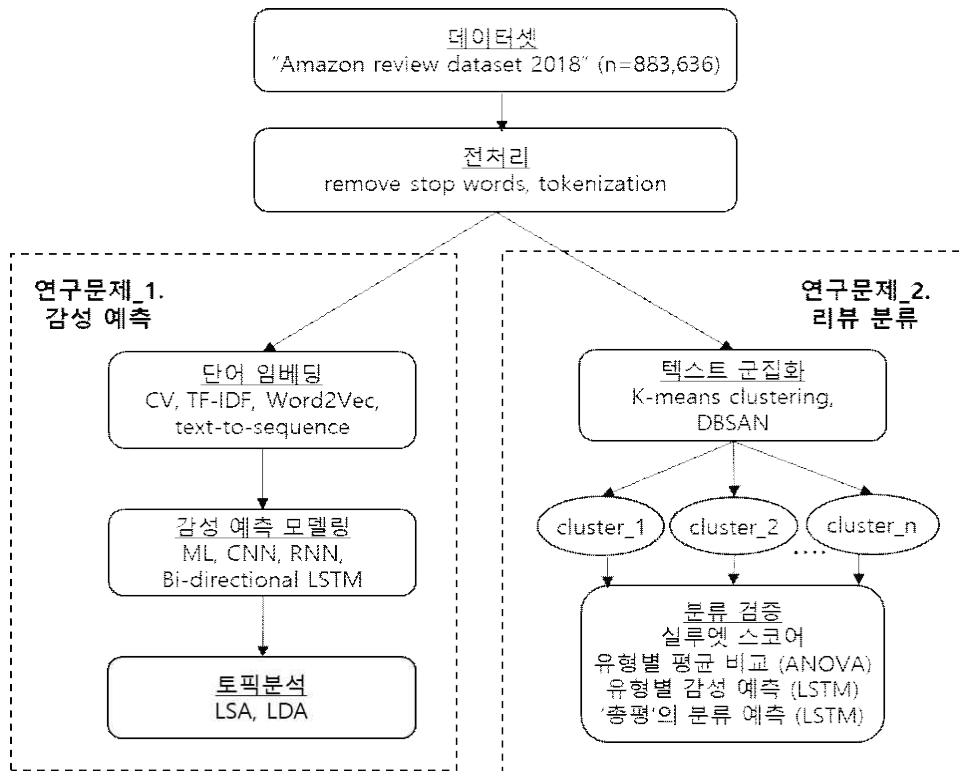 데이터셋
"Amazon review dataset 2018" (n=883,636)
전처리
remove stop words, tokenization
연구문제_1.
감성 예측
단어 임베딩
CV, TF-IDF, Word2Vec,
text-to-sequence
감성 예측 모델링
ML, CNN, RNN,
Bi-directional LSTM
토픽분석
LSA, LDA
연구문제_2.
리뷰 분류
텍스트 군집화
K-means clustering,
DBSAN
cluster_1
cluster_2
....
cluster_n
분류 검증
실루엣 스코어
유형별 평균 비교 (ANOVA)
유형별 감성 예측 (LSTM)
'총평'의 분류 예측 (LSTM)